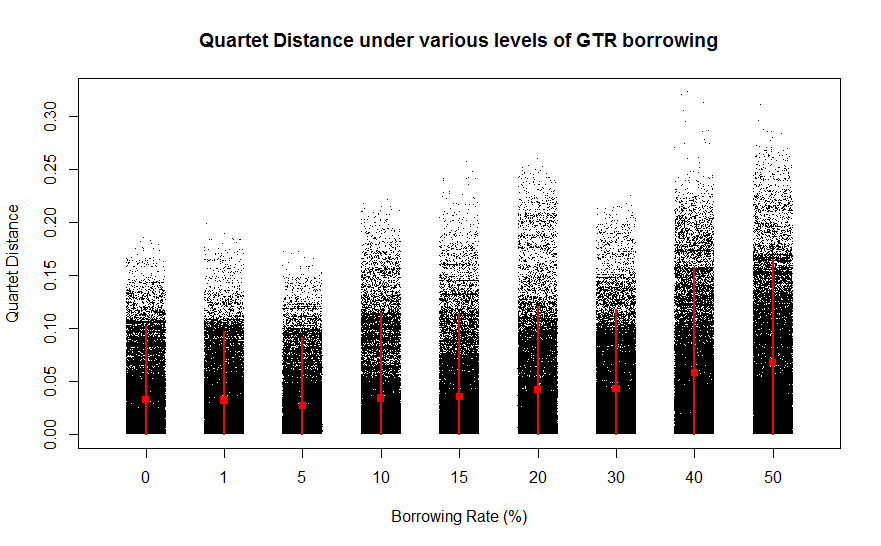 Quartet Distance under various levels of GTR borrowing
Quartet Distance
0.30
0.25
0.20
0.15
0.10
0.05
0.00
0 1 5 10 15 20 30 40 50
Borrowing Rate (%)